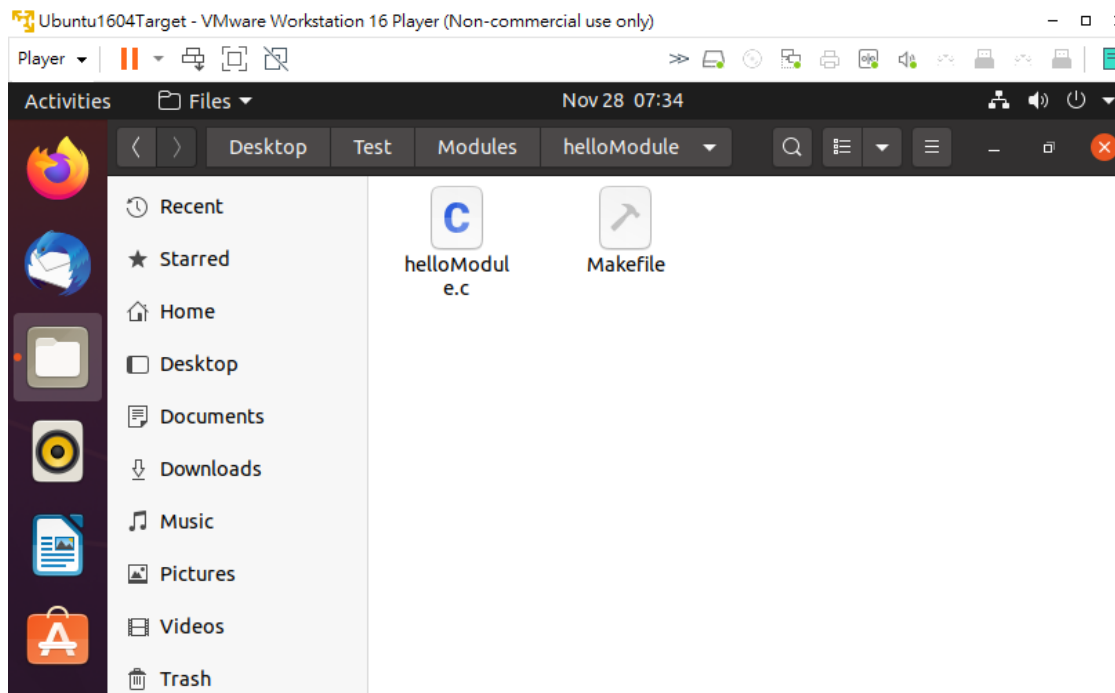 Ubuntu1604Target - VMware Workstation 16 Player (Non-commercial use only)
Player
Activities Files Nov 28 07:34
Desktop Test Modules helloModule
Recent
Starred
Home
Desktop
Documents
Downloads
Music
Pictures
Videos
Trash
C
helloModul
e.c
Makefile